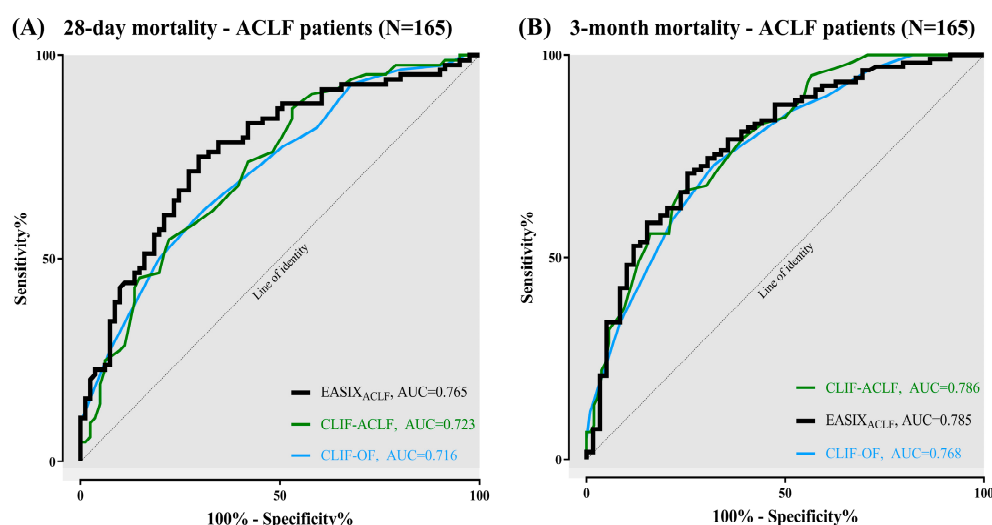 (A) 28-day mortality - ACLF patients (N=165)
Sensitivity%
100
50
0
Line of identity
EASIXACLF, AUC=0.765
CLIF-ACLF, AUC=0.723
CLIF-OF, AUC=0.716
0
50
100
100% - Specificity%
(B) 3-month mortality - ACLF patients (N=165)
Sensitivity%
100
50
0
Line of identity
CLIF-ACLF, AUC=0.786
EASIXACLF, AUC=0.785
CLIF-OF, AUC=0.768
0
50
100
100% - Specificity%